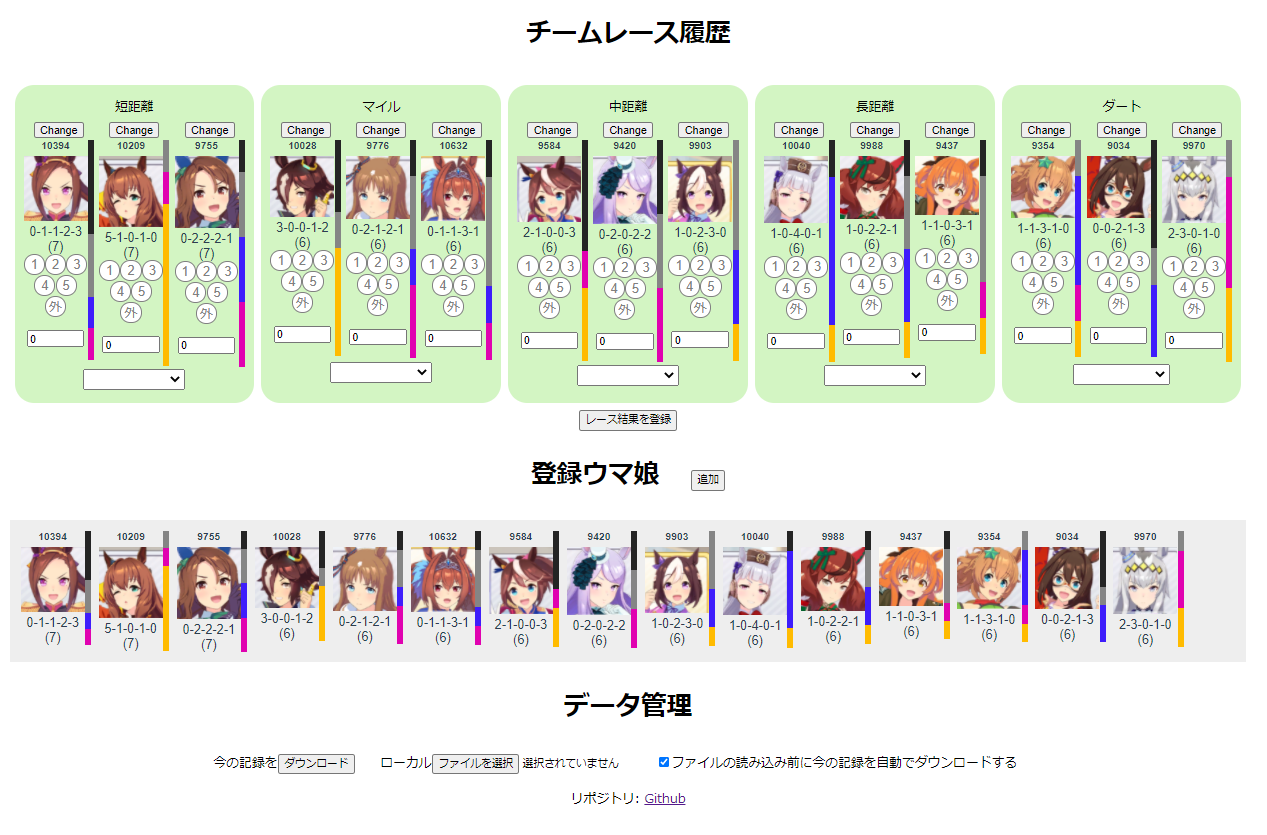 チームレース履歴
短距離
Change Change Change
10394 10209 9755
0-1-1-2-3 5-1-0-1-0 0-2-2-2-1
(7) (7) (7)
1 2 3 1 2 3 1 2 3
4 5 4 5 4 5
外 外 外
0 0 0
マイル
Change Change Change
10028 9776 10632
3-0-0-1-2 0-2-1-2-1 0-1-1-3-1
(6) (6) (6)
1 2 3 1 2 3 1 2 3
4 5 4 5 4 5
外 外 外
0 0 0
中距離
Change Change Change
9584 9420 9903
2-1-0-0-3 0-2-0-2-2 1-0-2-3-0
(6) (6) (6)
1 2 3 1 2 3 1 2 3
4 5 4 5 4 5
外 外 外
0 0 0
長距離
Change Change Change
10040 9988 9437
1-0-4-0-1 1-0-2-2-1 1-1-0-3-1
(6) (6) (6)
1 2 3 1 2 3 1 2 3
4 5 4 5 4 5
外 外 外
0 0 0
ダート
Change Change Change
9354 9034 9970
1-1-3-1-0 0-0-2-1-3 2-3-0-1-0
(6) (6) (6)
1 2 3 1 2 3 1 2 3
4 5 4 5 4 5
外 外 外
0 0 0
レース結果を登録
登録ウマ娘 追加
10394 10209 9755 10028 9776 10632 9584 9420 9903 10040 9988 9437 9354 9034 9970
0-1-1-2-3 5-1-0-1-0 0-2-2-2-1 3-0-0-1-2 0-2-1-2-1 0-1-1-3-1 2-1-0-0-3 0-2-0-2-2 1-0-2-3-0 1-0-4-0-1 1-0-2-2-1 1-1-0-3-1 1-1-3-1-0 0-0-2-1-3 2-3-0-1-0
(7) (7) (7) (6) (6) (6) (6) (6) (6) (6) (6) (6) (6) (6) (6)
データ管理
今の記録をダウンロード ローカルファイルを選択 選択されていません ファイルの読み込み前に今の記録を自動でダウンロードする
リポジトリ: Github